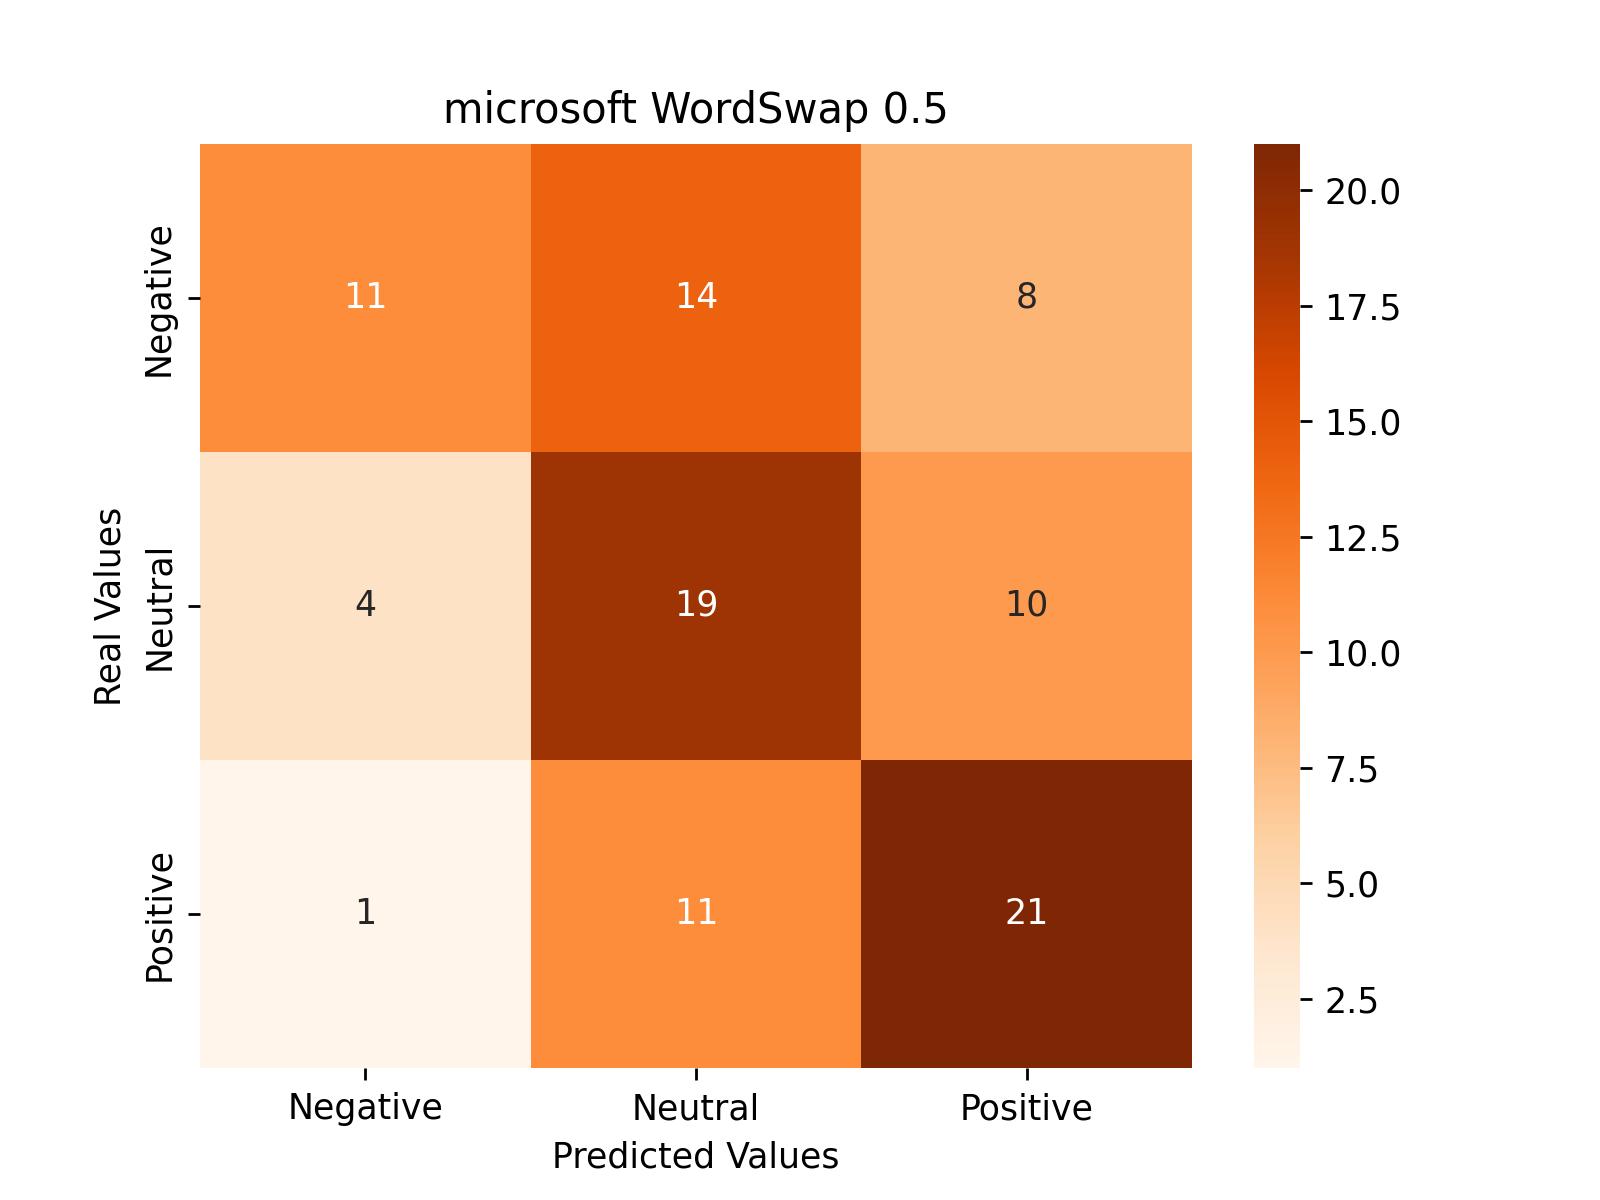 microsoft WordSwap 0.5
Real Values
Negative
11 14 8
Neutral
4 19 10
Positive
1 11 21
Negative Neutral Positive
Predicted Values
20.0
17.5
15.0
12.5
10.0
7.5
5.0
2.5